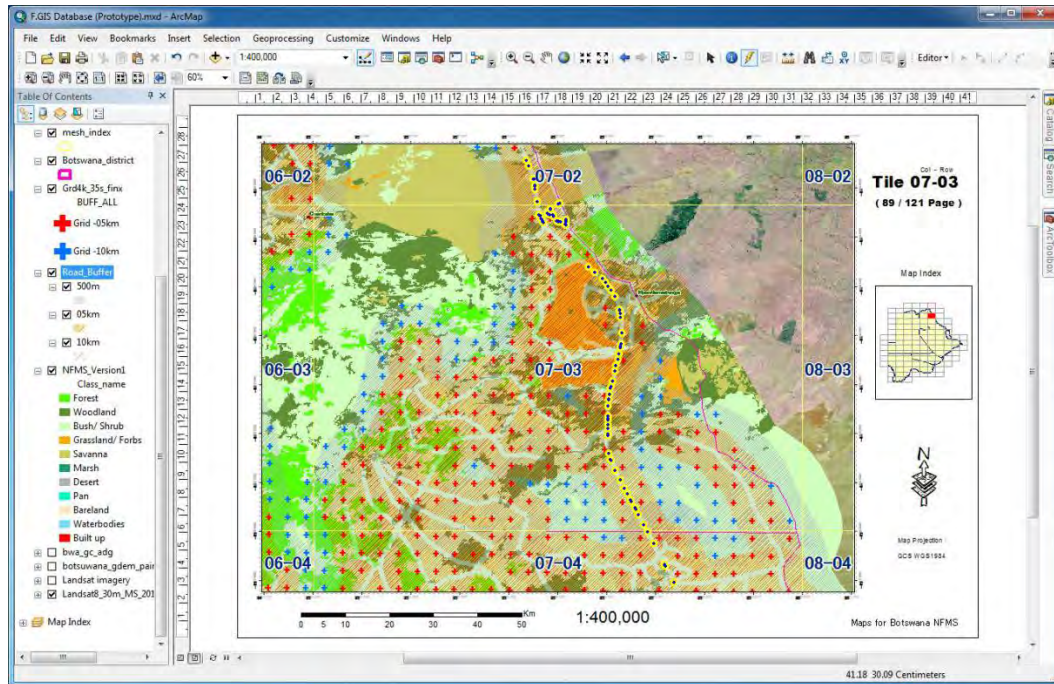 F.GIS Database (Prototype).mxd - ArcMap
File Edit View Bookmarks Insert Selection Geoprocessing Customize Windows Help
1:400,000
Editor
60%
Table Of Contents
mesh_index
Botswana_district
Grd4k_35s_finx
BUFF_ALL
Grid -05km
Grid -10km
Road_Buffer
500m
05km
10km
NFMS_Version1
Class_name
Forest
Woodland
Bush/ Shrub
Grassland/ Forbs
Savanna
Marsh
Desert
Pan
Bareland
Waterbodies
Built up
bwa_gc_adg
botsuwana_gdem_pair
Landsat imagery
Landsat8_30m_MS_201
Map Index
06-02
07-02
08-02
06-03
07-03
08-03
06-04
07-04
08-04
Col - Row
Tile 07-03
( 89 / 121 Page )
Map Index
N
Map Projection :
GCS WGS1984
0 5 10 20 30 40 50 Km
1:400,000
Maps for Botswana NFMS
Catalog
Search
ArcToolbox
41.18 30.09 Centimeters